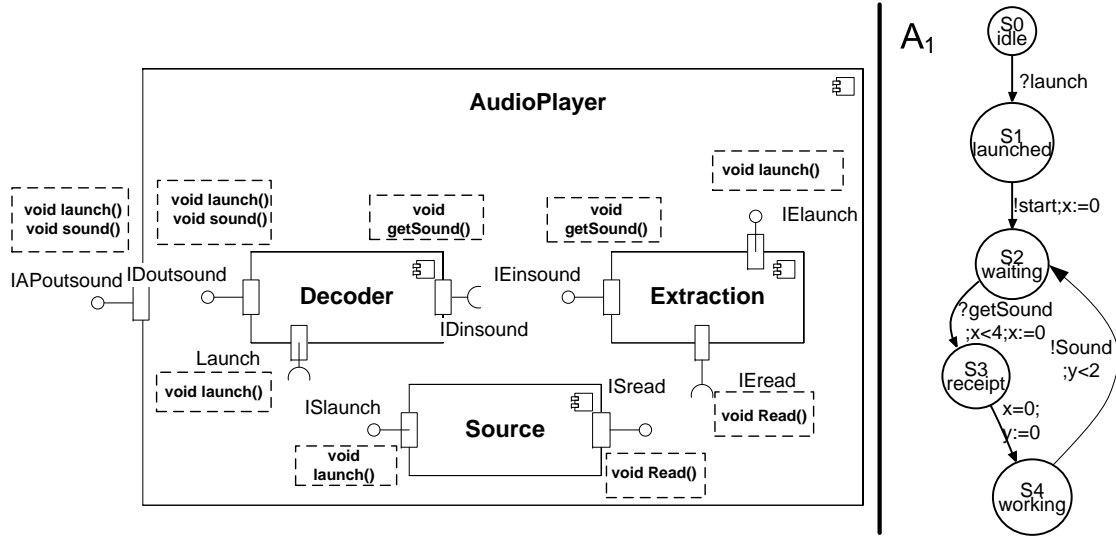 AudioPlayer
void launch()
void launch()
void sound()
void launch()
void sound()
void
getSound()
void
getSound()
IElaunch
IAPoutsound
IDoutsound
Decoder
IDinsound
IEinsound
Extraction
Launch
void launch()
ISlaunch
void
launch()
Source
ISread
void Read()
IEread
void Read()
A1
S0
idle
?launch
S1
launched
!start;x:=0
S2
waiting
?getSound
;x<4;x:=0
!Sound
;y<2
S3
receipt
x=0;
y:=0
S4
working